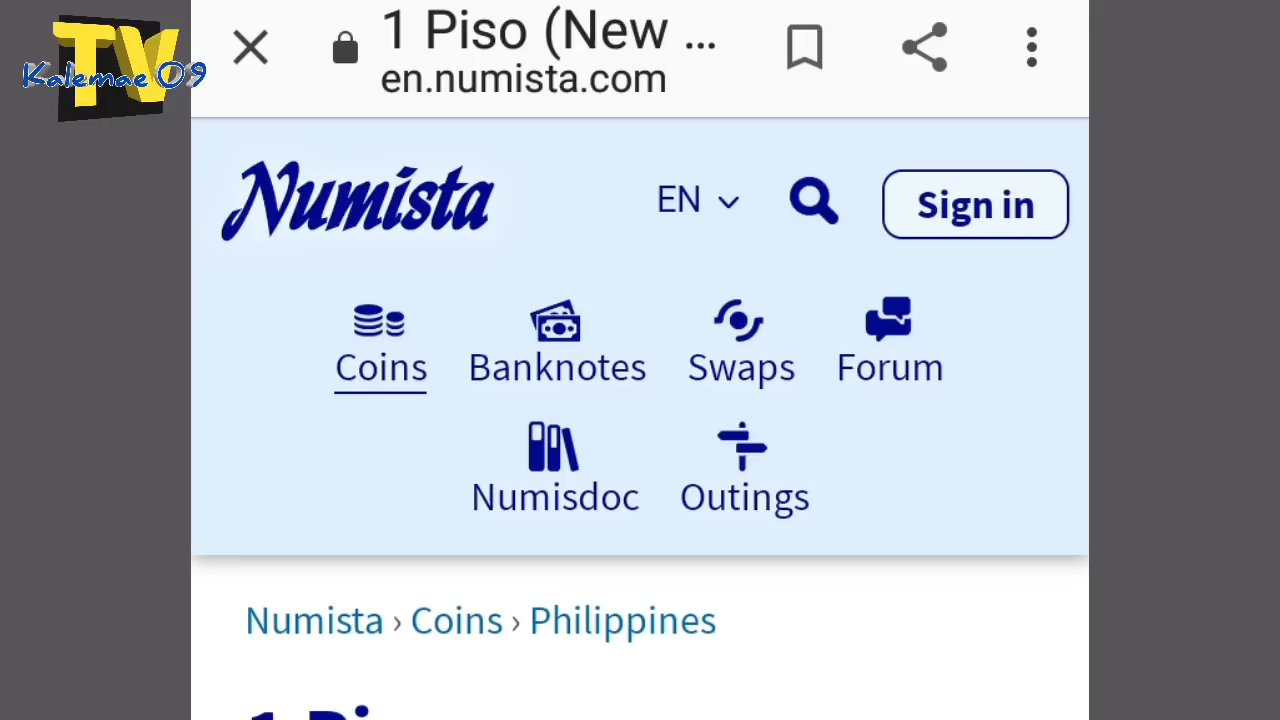 TV
Kalemae 09
1 Piso (New ...
en.numista.com
Numista
EN
Sign in
Coins Banknotes Swaps Forum
Numisdoc Outings
Numista › Coins › Philippines